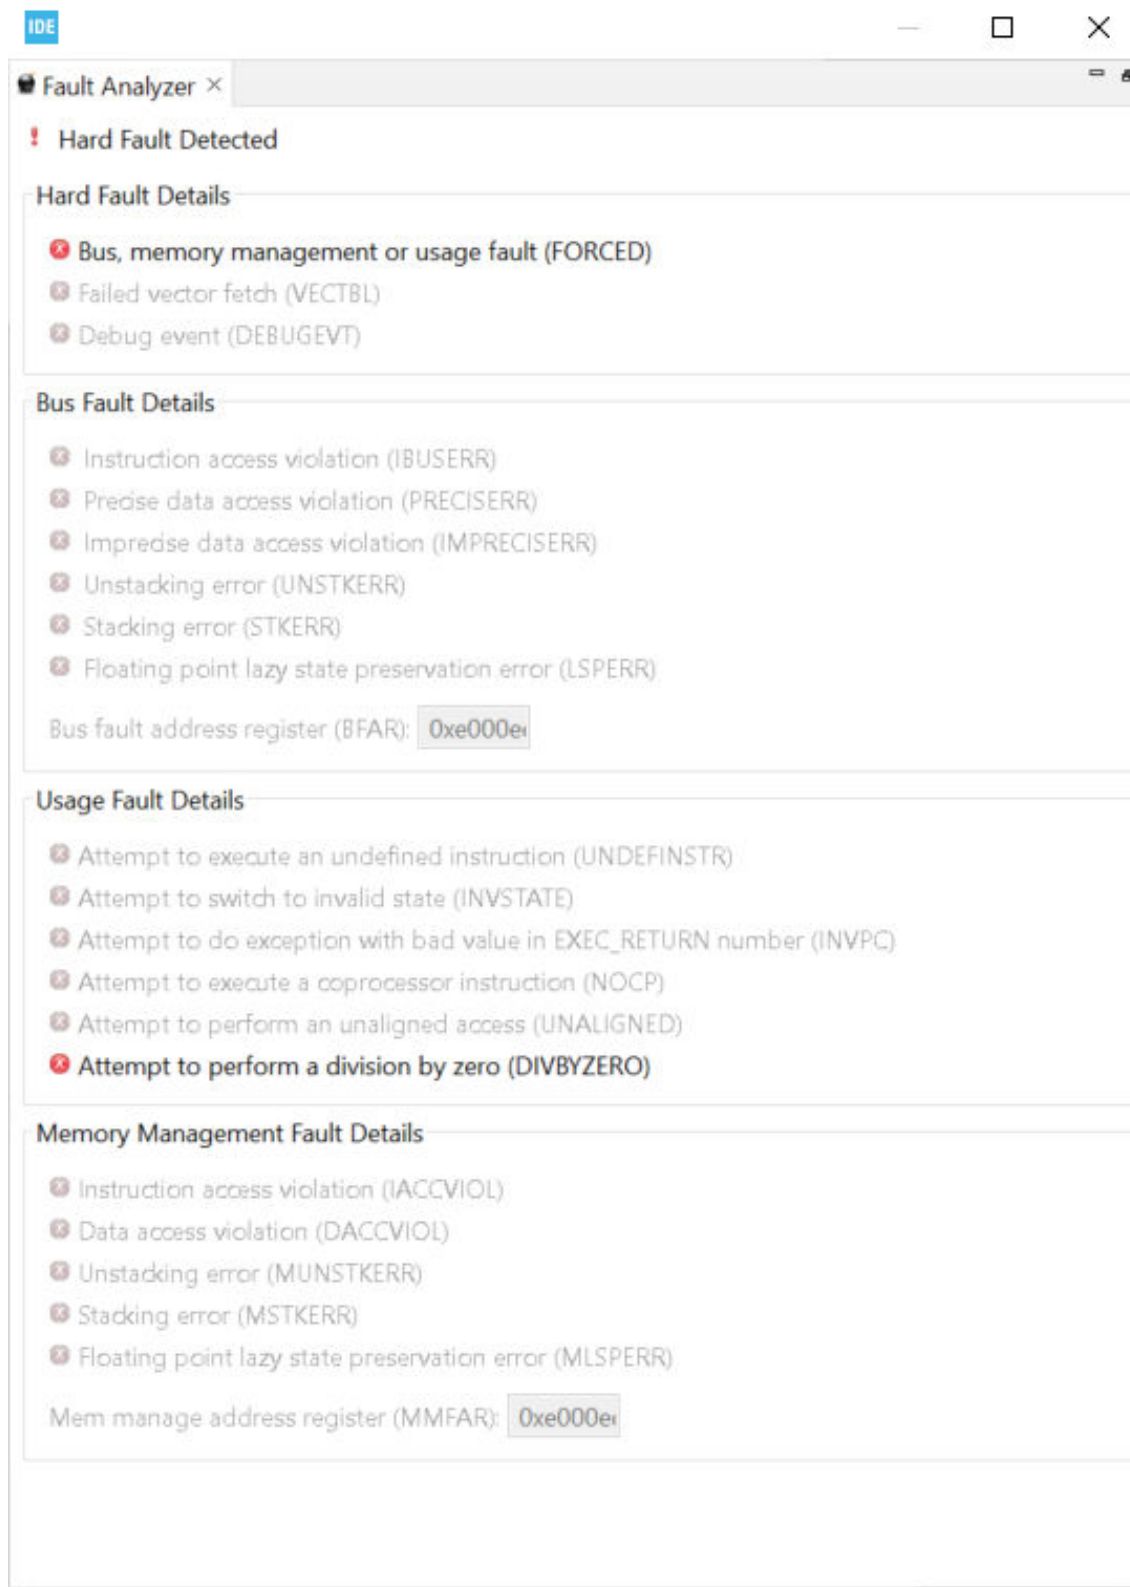 IDE
Fault Analyzer
Hard Fault Detected
Hard Fault Details
Bus, memory management or usage fault (FORCED)
Failed vector fetch (VECTBL)
Debug event (DEBUGEVT)
Bus Fault Details
Instruction access violation (IBUSERR)
Precise data access violation (PRECISERR)
Imprecise data access violation (IMPRECISERR)
Unstacking error (UNSTKERR)
Stacking error (STKERR)
Floating point lazy state preservation error (LSPERR)
Bus fault address register (BFAR): 0xe000e
Usage Fault Details
Attempt to execute an undefined instruction (UNDEFINSTR)
Attempt to switch to invalid state (INVSTATE)
Attempt to do exception with bad value in EXEC_RETURN number (INVPC)
Attempt to execute a coprocessor instruction (NOCP)
Attempt to perform an unaligned access (UNALIGNED)
Attempt to perform a division by zero (DIVBYZERO)
Memory Management Fault Details
Instruction access violation (IACCVIOL)
Data access violation (DACCVIOL)
Unstacking error (MUNSTKERR)
Stacking error (MSTKERR)
Floating point lazy state preservation error (MLSPERR)
Mem manage address register (MMFAR): 0xe000e